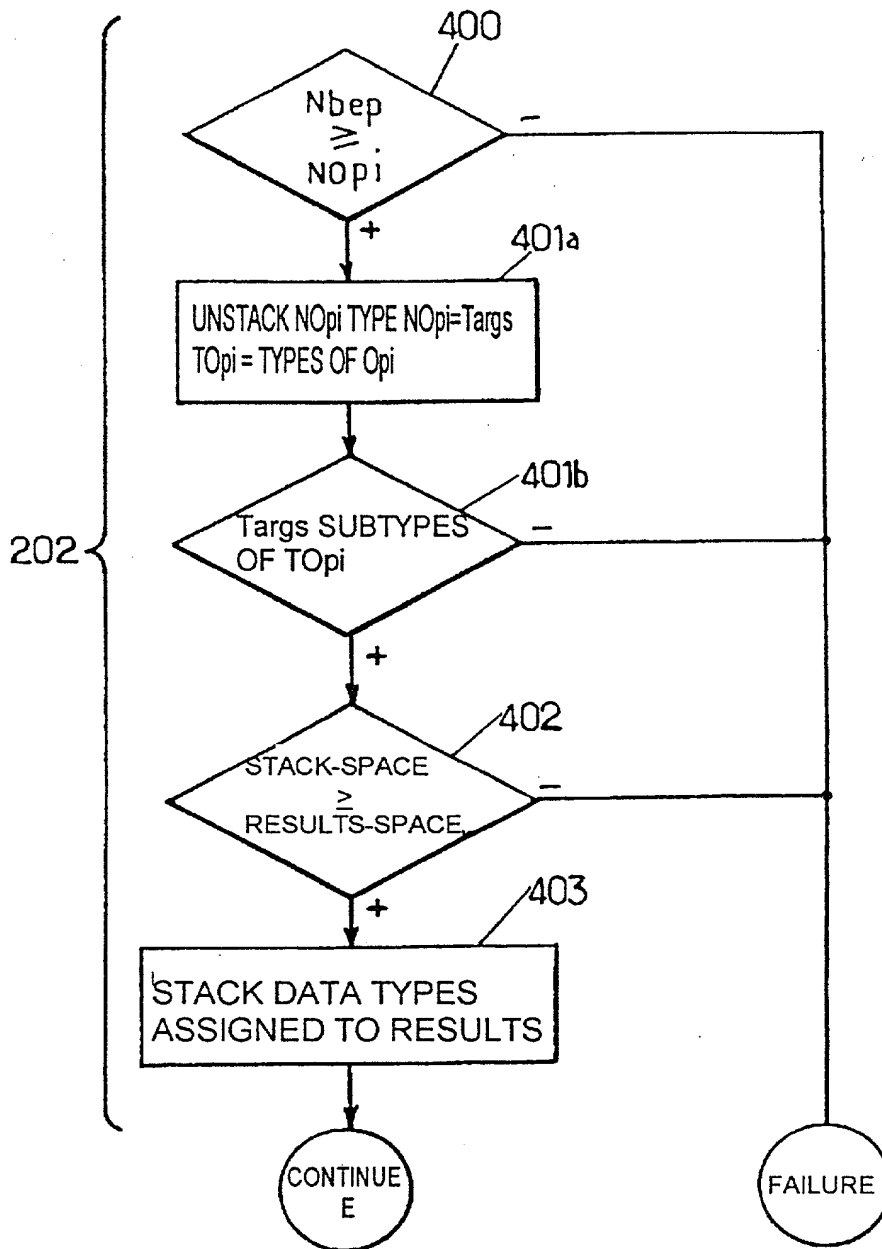 400
Nbep
≥
NOpi
-
+
401a
UNSTACK NOpi TYPE NOpi=Targs
TOpi = TYPES OF Opi
401b
Targs SUBTYPES
OF TOpi
-
202
+
402
STACK-SPACE
≥
RESULTS-SPACE
-
+
403
STACK DATA TYPES
ASSIGNED TO RESULTS
CONTINUE
E
FAILURE